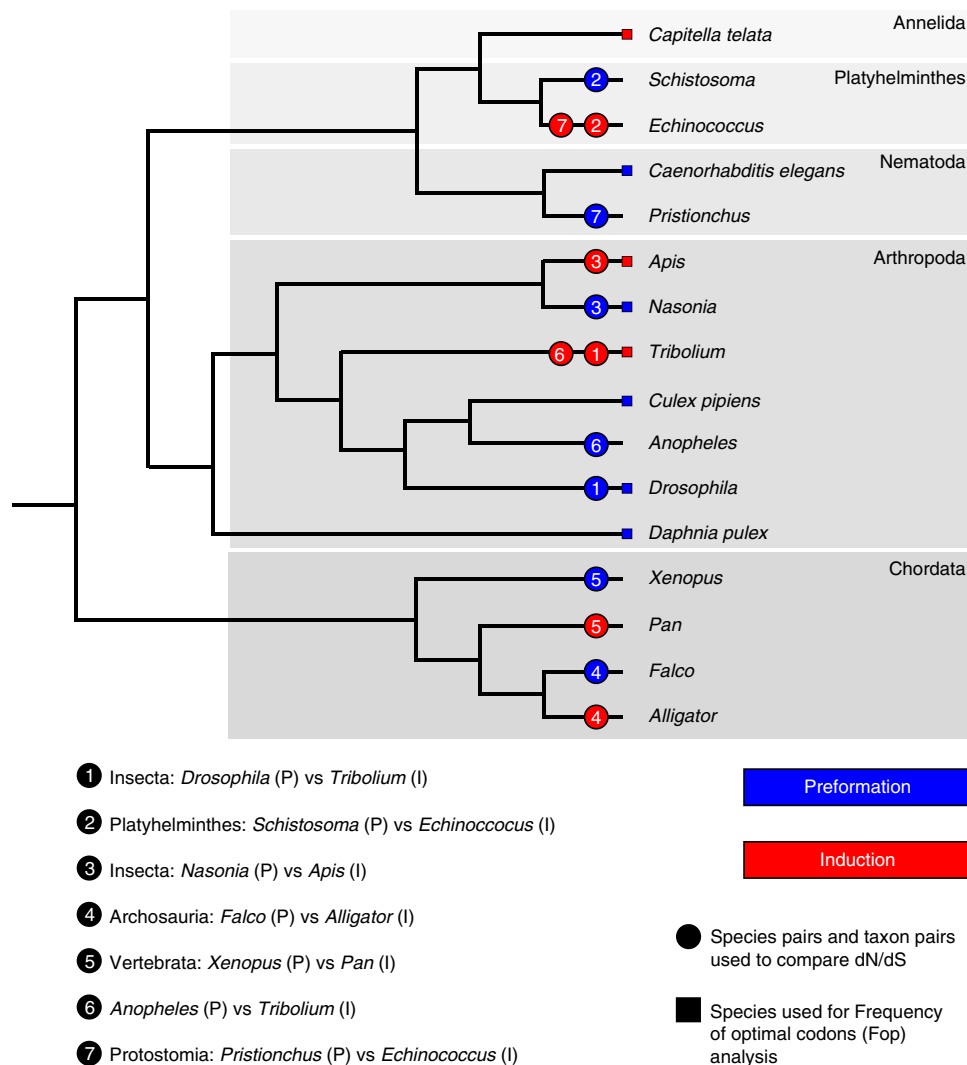 Annelida
Capitella telata
2 Schistosoma
Platyhelminthes
7 2 Echinococcus
Nematoda
Caenorhabditis elegans
7 Pristionchus
3 Apis
Arthropoda
3 Nasonia
6 1 Tribolium
Culex pipiens
6 Anopheles
1 Drosophila
Daphnia pulex
5 Xenopus
Chordata
5 Pan
4 Falco
4 Alligator
1 Insecta: Drosophila (P) vs Tribolium (I)
2 Platyhelminthes: Schistosoma (P) vs Echinoccocus (I)
3 Insecta: Nasonia (P) vs Apis (I)
4 Archosauria: Falco (P) vs Alligator (I)
5 Vertebrata: Xenopus (P) vs Pan (I)
6 Anopheles (P) vs Tribolium (I)
7 Protostomia: Pristionchus (P) vs Echinococcus (I)
Preformation
Induction
Species pairs and taxon pairs
used to compare dN/dS
Species used for Frequency
of optimal codons (Fop)
analysis